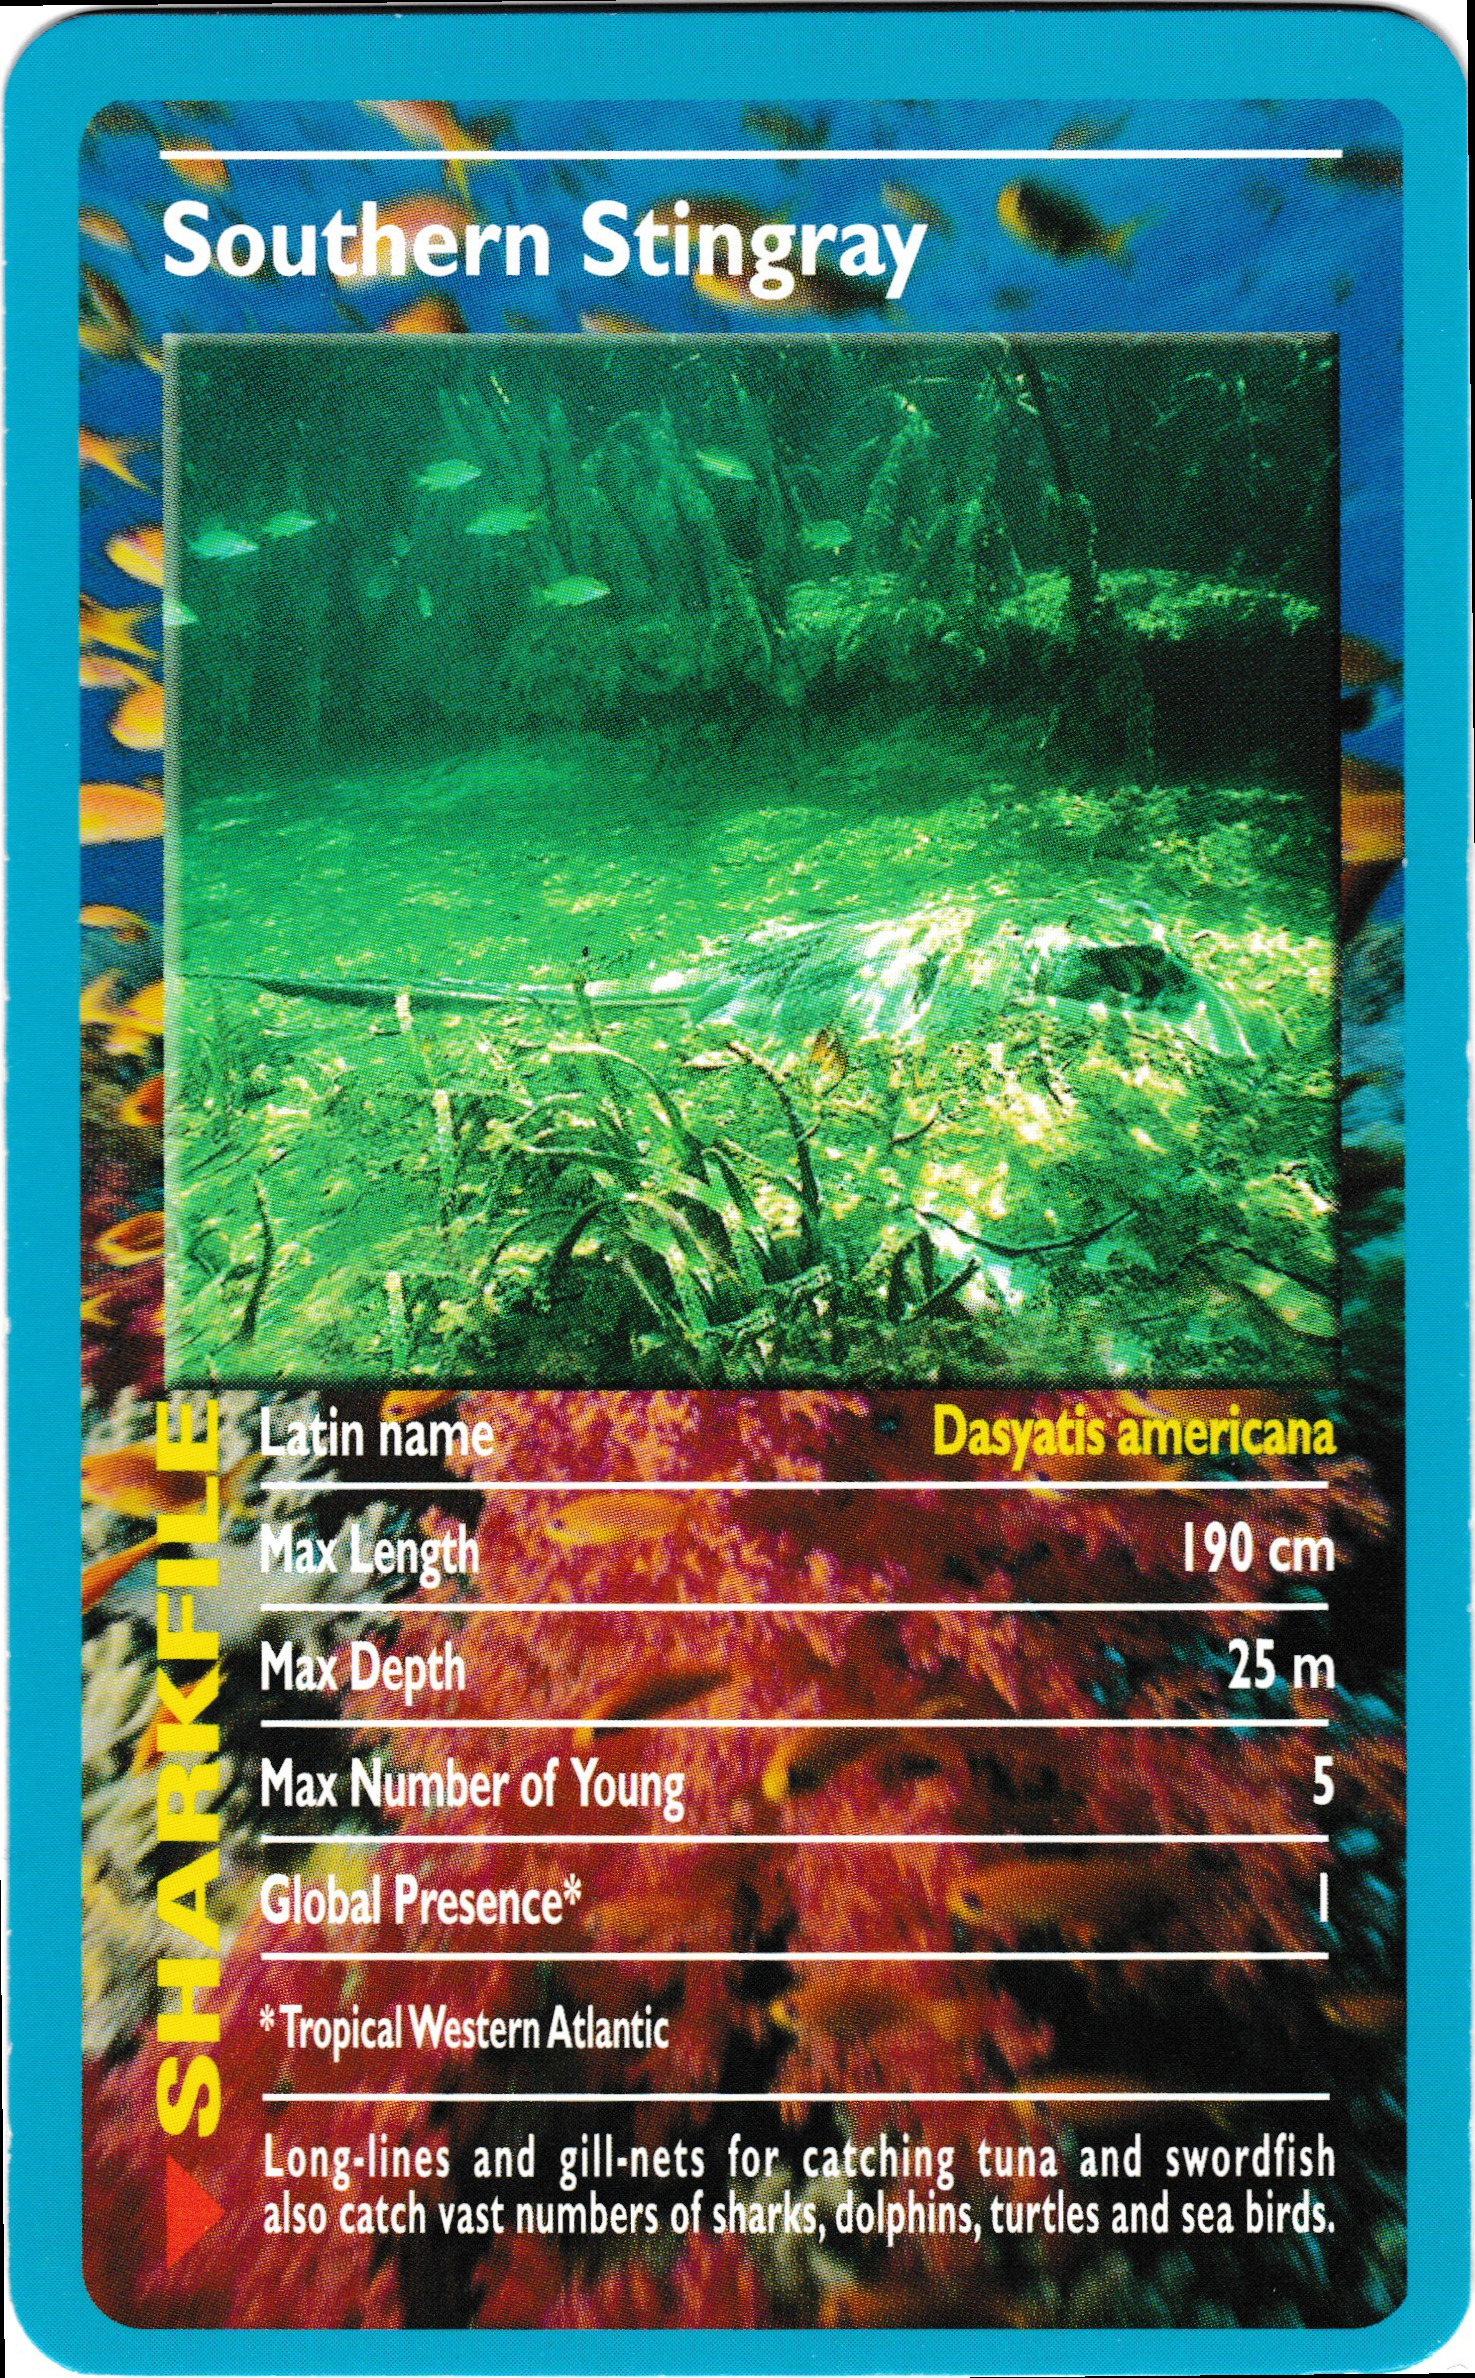 Southern Stingray
SHARKFILE
Latin name Dasyatis americana
Max Length 190 cm
Max Depth 25 m
Max Number of Young 5
Global Presence* 1
*Tropical Western Atlantic
Long-lines and gill-nets for catching tuna and swordfish
also catch vast numbers of sharks, dolphins, turtles and sea birds.